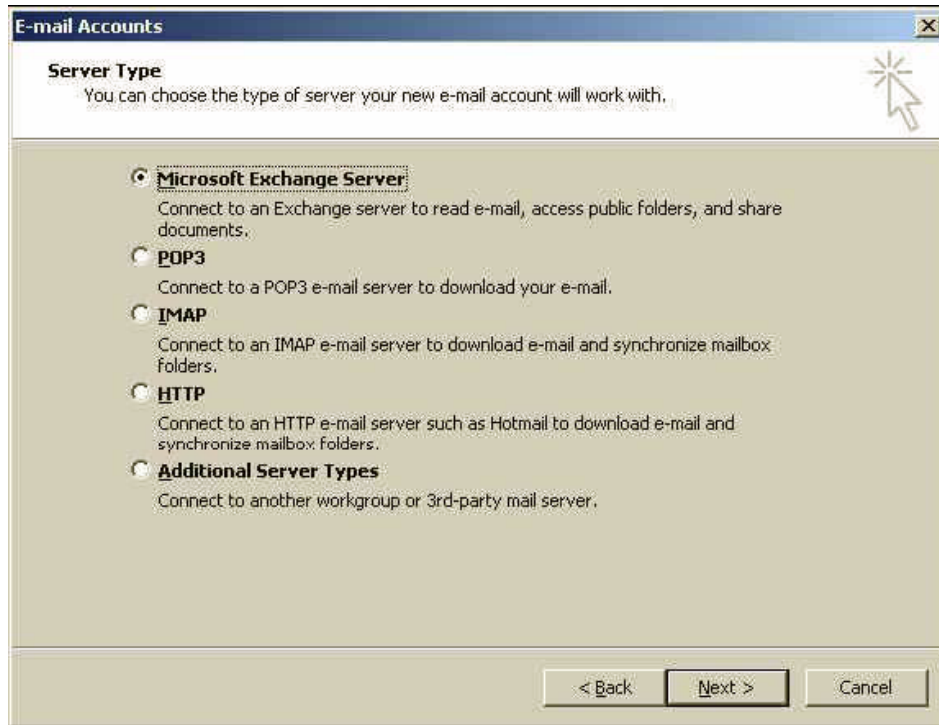 E-mail Accounts
Server Type
You can choose the type of server your new e-mail account will work with.
Microsoft Exchange Server
Connect to an Exchange server to read e-mail, access public folders, and share
documents.
POP3
Connect to a POP3 e-mail server to download your e-mail.
IMAP
Connect to an IMAP e-mail server to download e-mail and synchronize mailbox
folders.
HTTP
Connect to an HTTP e-mail server such as Hotmail to download e-mail and
synchronize mailbox folders.
Additional Server Types
Connect to another workgroup or 3rd-party mail server.
< Back Next > Cancel